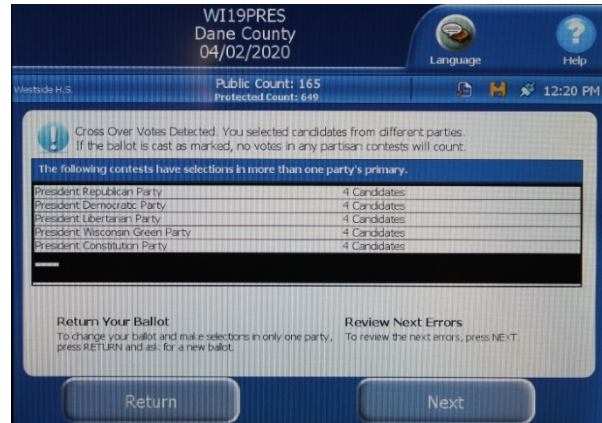 WI19PRES
Dane County
04/02/2020
Language
Help
Westside H.S.
Public Count: 165
Protected Count: 649
12:20 PM
Cross Over Votes Detected. You selected candidates from different parties.
If the ballot is cast as marked, no votes in any partisan contests will count.
The following contests have selections in more than one party's primary.
President Republican Party 4 Candidates
President Democratic Party 4 Candidates
President Libertarian Party 4 Candidates
President Wisconsin Green Party 4 Candidates
President Constitution Party 4 Candidates
Return Your Ballot
To change your ballot and make selections in only one party,
press RETURN and ask for a new ballot.
Review Next Errors
To review the next errors, press NEXT.
Return
Next